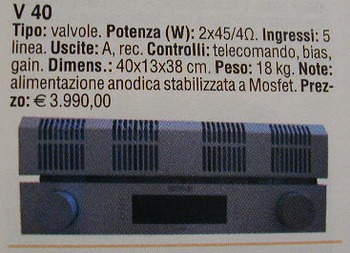 V 40
Tipo: valvole. Potenza (W): 2x45/4Ω. Ingressi: 5
linea. Uscite: A, rec. Controlli: telecomando, bias,
gain. Dimens.: 40x13x38 cm. Peso: 18 kg. Note:
alimentazione anodica stabilizzata a Mosfet. Prez-
zo: € 3.990,00